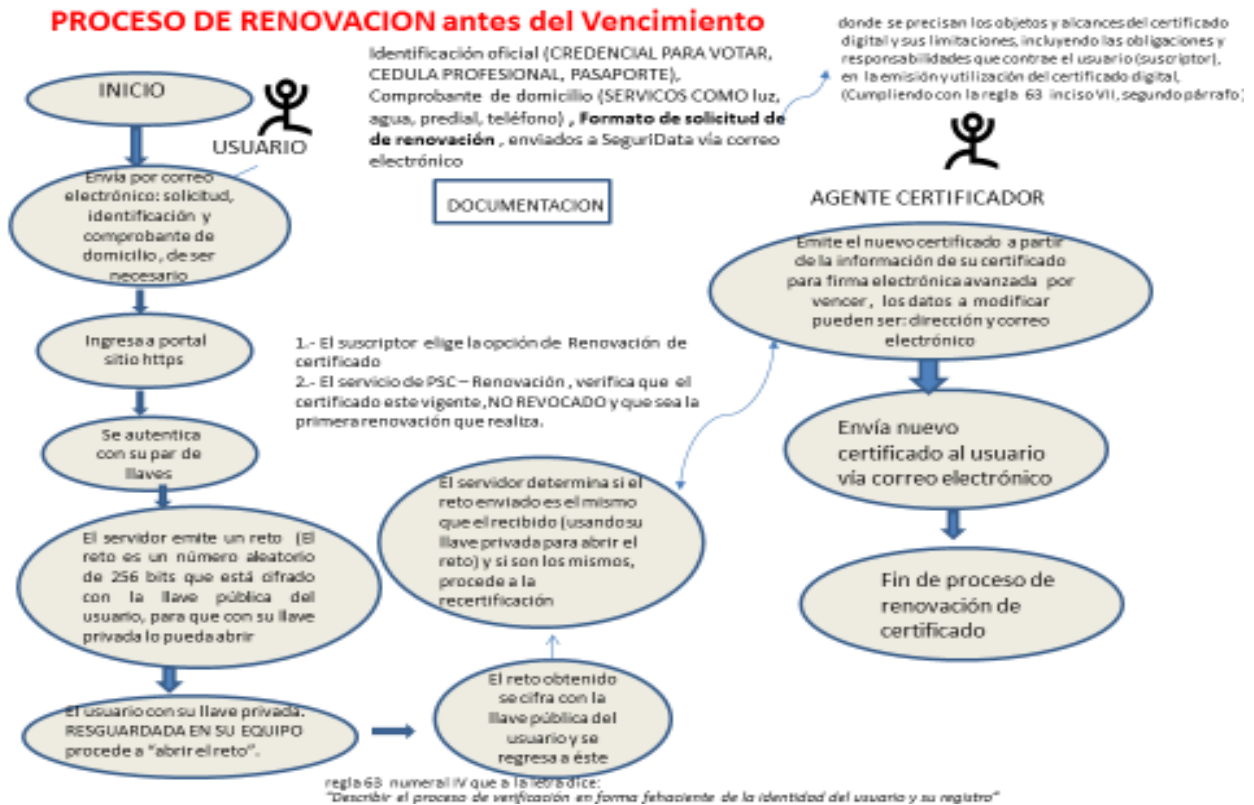 PROCESO DE RENOVACION antes del Vencimiento
INICIO
USUARIO
Envía por correo
electrónico: solicitud,
identificación y
comprobante de
domicilio, de ser
necesario
Ingresa a portal
sitio https
Se autentica
con su par de
llaves
El servidor emite un reto (El
reto es un número aleatorio
de 256 bits que está cifrado
con la llave pública del
usuario, para que con su llave
privada lo pueda abrir
El usuario con su llave privada.
RESGUARDADA EN SU EQUIPO
procede a "abrir el reto".
Identificación oficial (CREDENCIAL PARA VOTAR,
CEDULA PROFESIONAL, PASAPORTE),
Comprobante de domicilio (SERVICOS COMO luz,
agua, predial, teléfono) , Formato de solicitud de
de renovación , enviados a SeguriData vía correo
electrónico
DOCUMENTACION
1.- El suscriptor elige la opción de Renovación de
certificado
2.- El servicio de PSC – Renovación , verifica que el
certificado este vigente, NO REVOCADO y que sea la
primera renovación que realiza.
El servidor determina si el
reto enviado es el mismo
que el recibido (usando su
llave privada para abrir el
reto) y si son los mismos,
procede a la
recertificación
El reto obtenido
se cifra con la
llave pública del
usuario y se
regresa a éste
regla 63 numeral IV que a la letra dice:
"Describir el proceso de verificación en forma fehaciente de la identidad del usuario y su registro"
donde se precisan los objetos y alcances del certificado
digital y sus limitaciones, incluyendo las obligaciones y
responsabilidades que contrae el usuario (suscriptor),
en la emisión y utilización del certificado digital,
(Cumpliendo con la regla 63 inciso VII, segundo párrafo)
AGENTE CERTIFICADOR
Emite el nuevo certificado a partir
de la información de su certificado
para firma electrónica avanzada por
vencer , los datos a modificar
pueden ser: dirección y correo
electrónico
Envía nuevo
certificado al usuario
vía correo electrónico
Fin de proceso de
renovación de
certificado